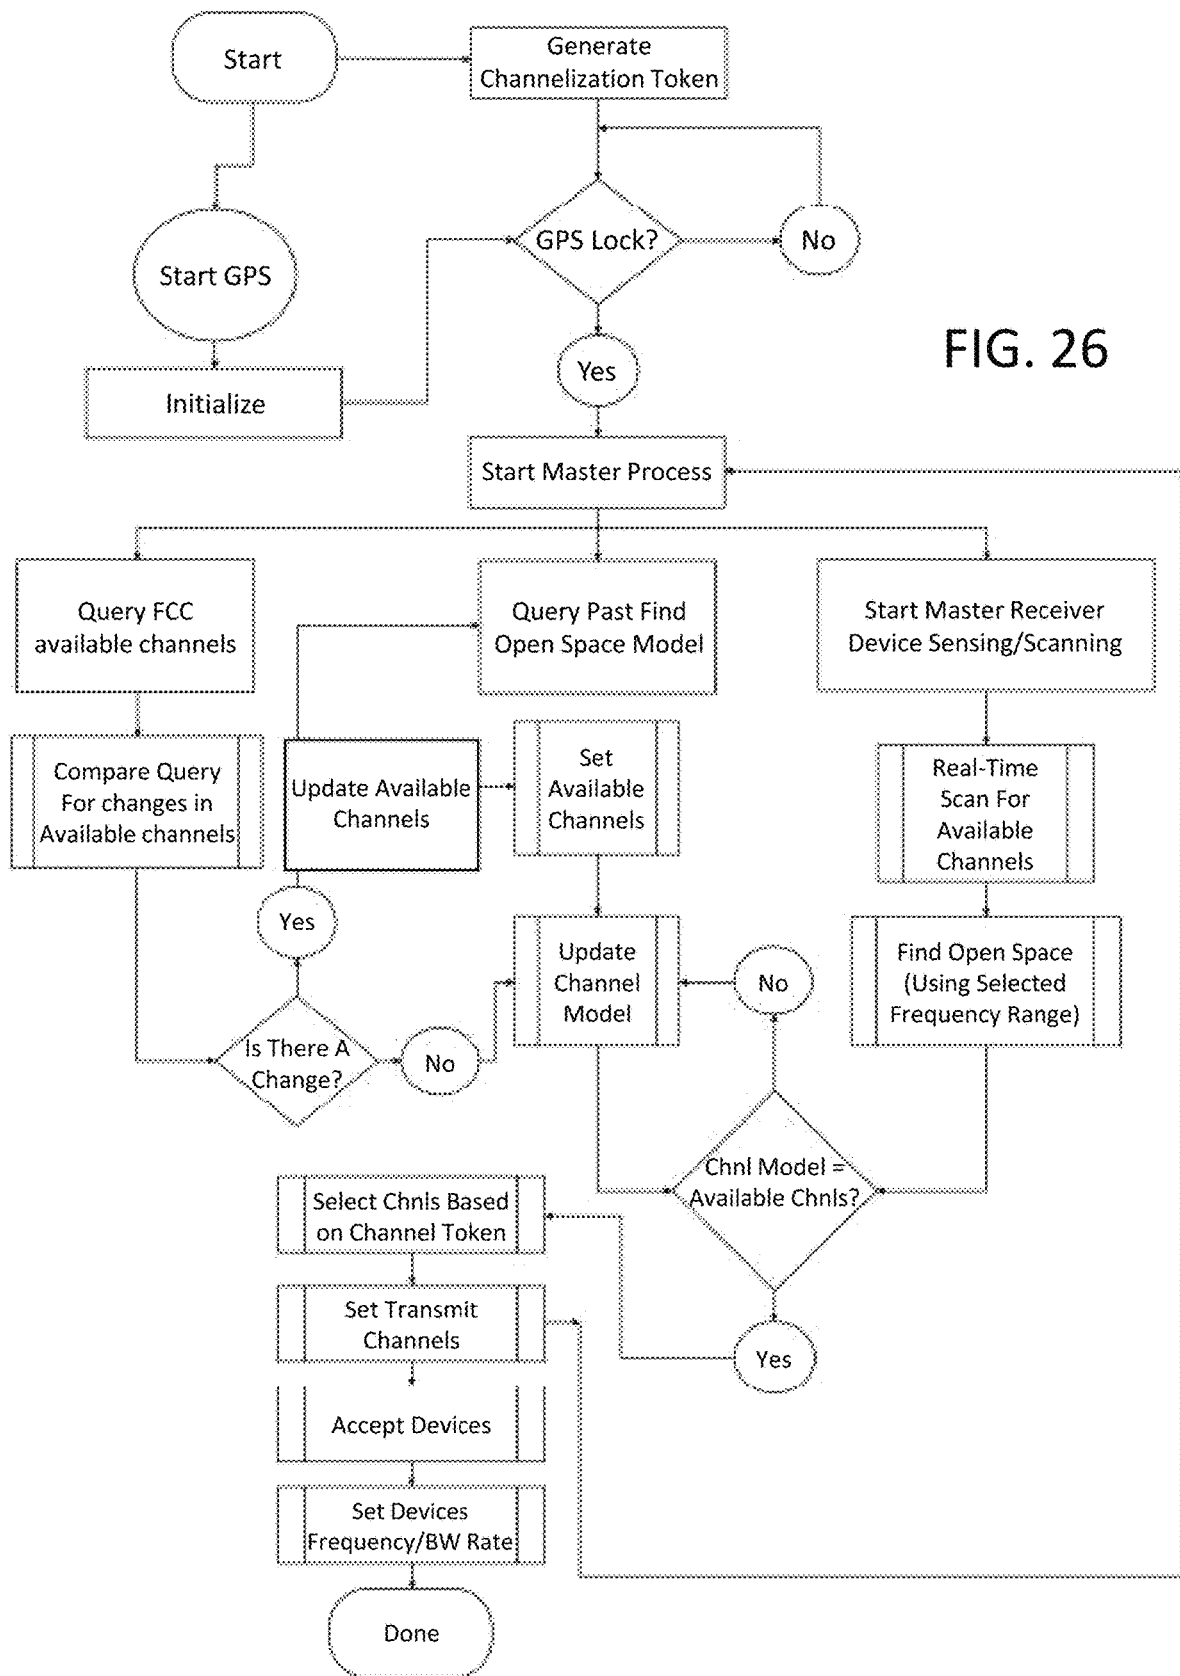 Start
Generate
Channelization Token
GPS Lock?
No
Start GPS
FIG. 26
Yes
Initialize
Start Master Process
Query FCC
available channels
Query Past Find
Open Space Model
Start Master Receiver
Device Sensing/Scanning
Compare Query
For changes in
Available channels
Update Available
Channels
Set
Available
Channels
Real-Time
Scan For
Available
Channels
Yes
Update
Channel
Model
No
Find Open Space
(Using Selected
Frequency Range)
Is There A
Change?
No
Chnl Model =
Available Chnls?
Select Chnls Based
on Channel Token
Set Transmit
Channels
Yes
Accept Devices
Set Devices
Frequency/BW Rate
Done